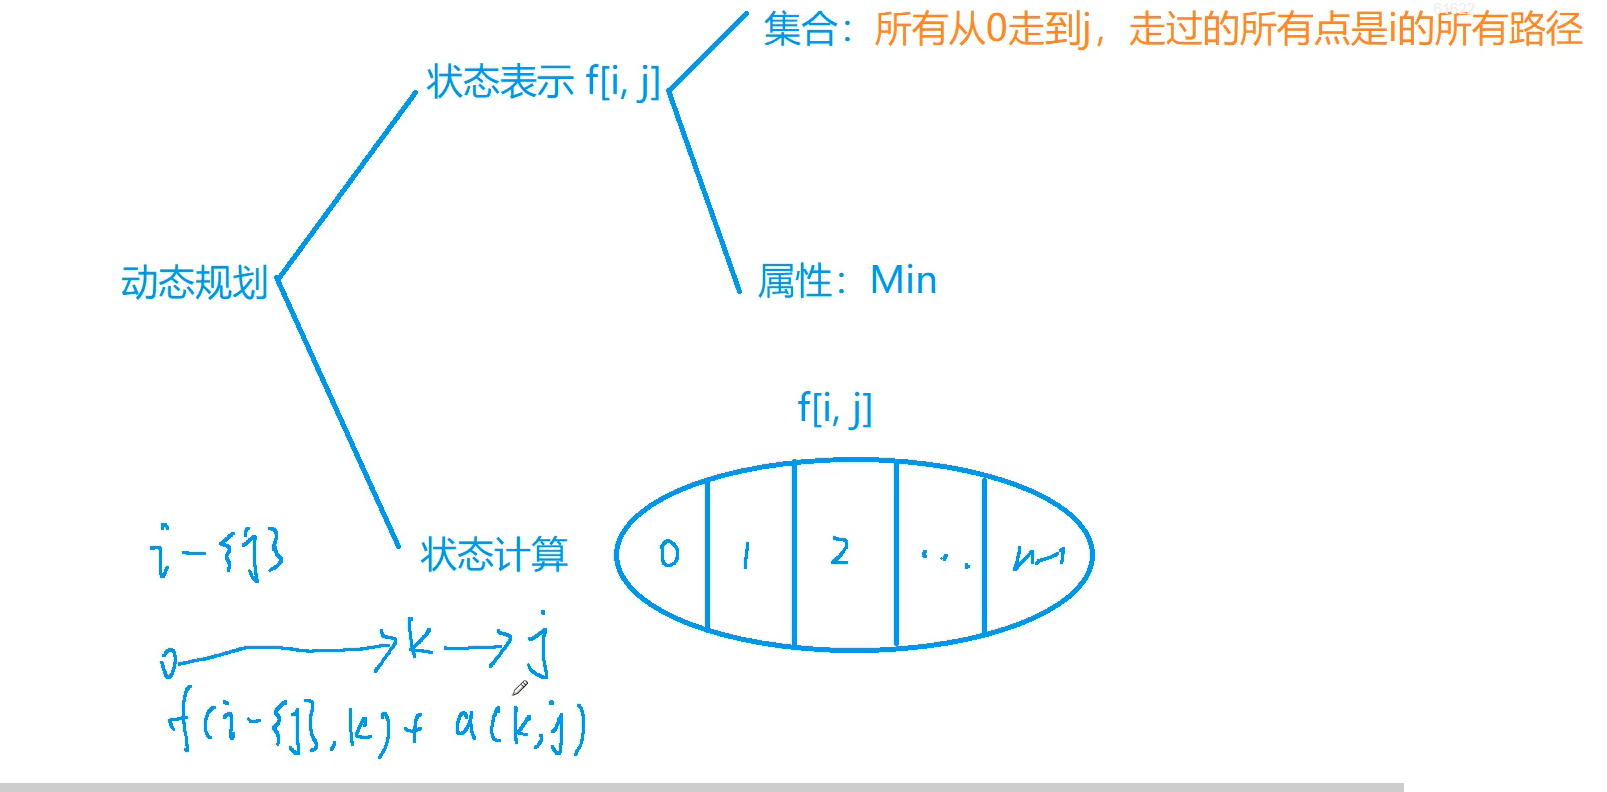 61622
集合：所有从0走到j，走过的所有点是i的所有路径
状态表示 f[i, j]
动态规划
属性：Min
f[i, j]
i-{j}
状态计算
0 1 2 ... n-1
0 → k → j
f(i-{j}, k) + a(k,j)